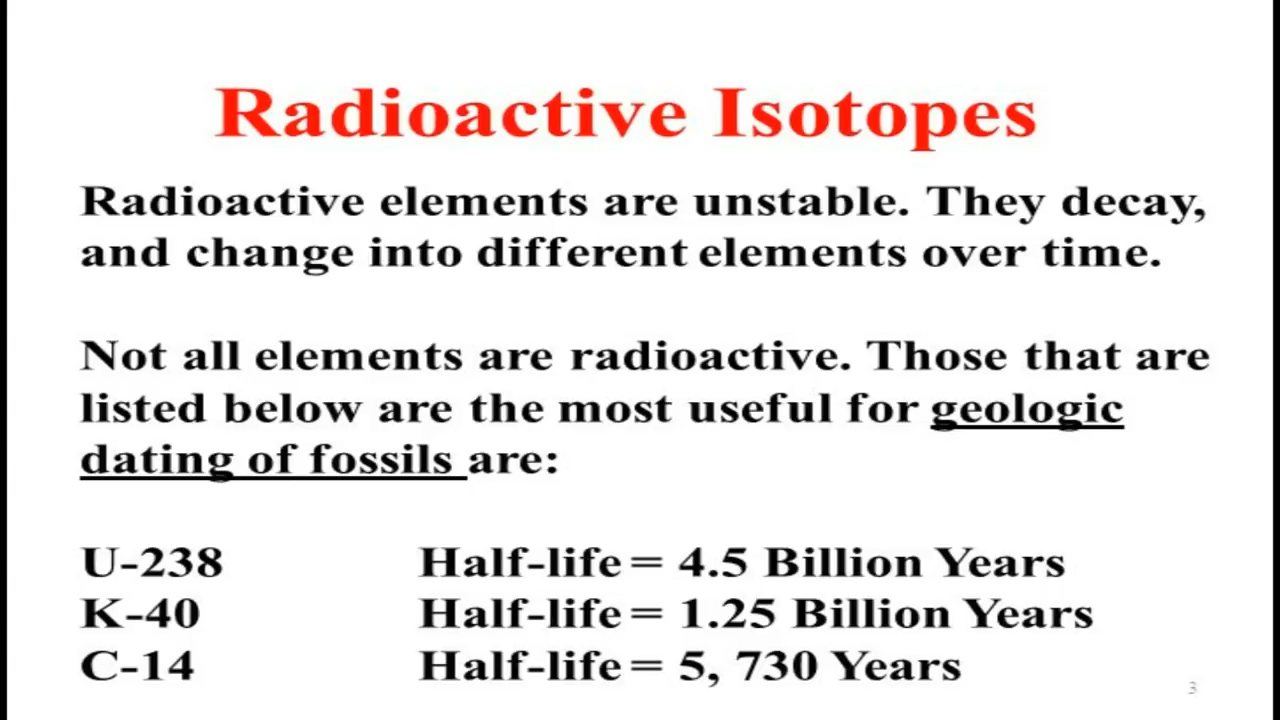 Radioactive Isotopes
Radioactive elements are unstable. They decay,
and change into different elements over time.
Not all elements are radioactive. Those that are
listed below are the most useful for geologic
dating of fossils are:
U-238 Half-life = 4.5 Billion Years
K-40 Half-life = 1.25 Billion Years
C-14 Half-life = 5, 730 Years
3